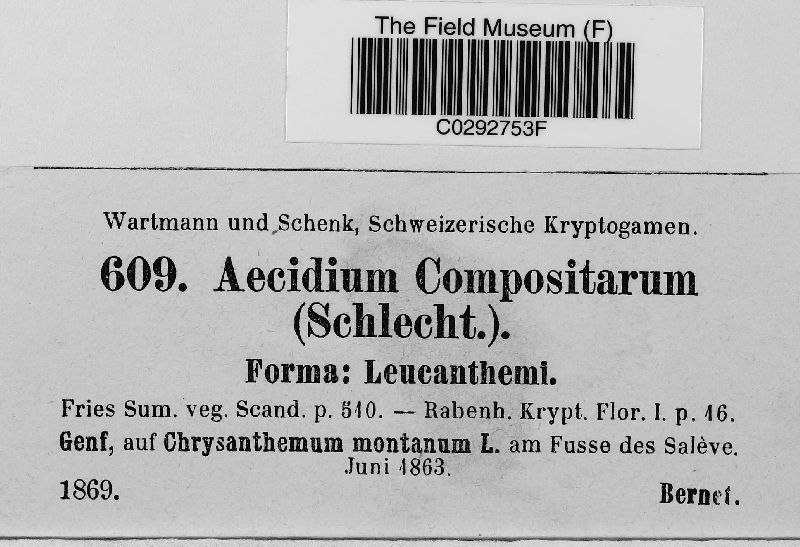 The Field Museum (F)
C0292753F
Wartmann und Schenk, Schweizerische Kryptogamen.
609. Aecidium Compositarum
(Schlecht.).
Forma: Leucanthemi.
Fries Sum. veg. Scand. p. 510. — Rabenh. Krypt. Flor. I. p. 16.
Genf, auf Chrysanthemum montanum L. am Fusse des Salève.
Juni 1863.
1869. Bernet.